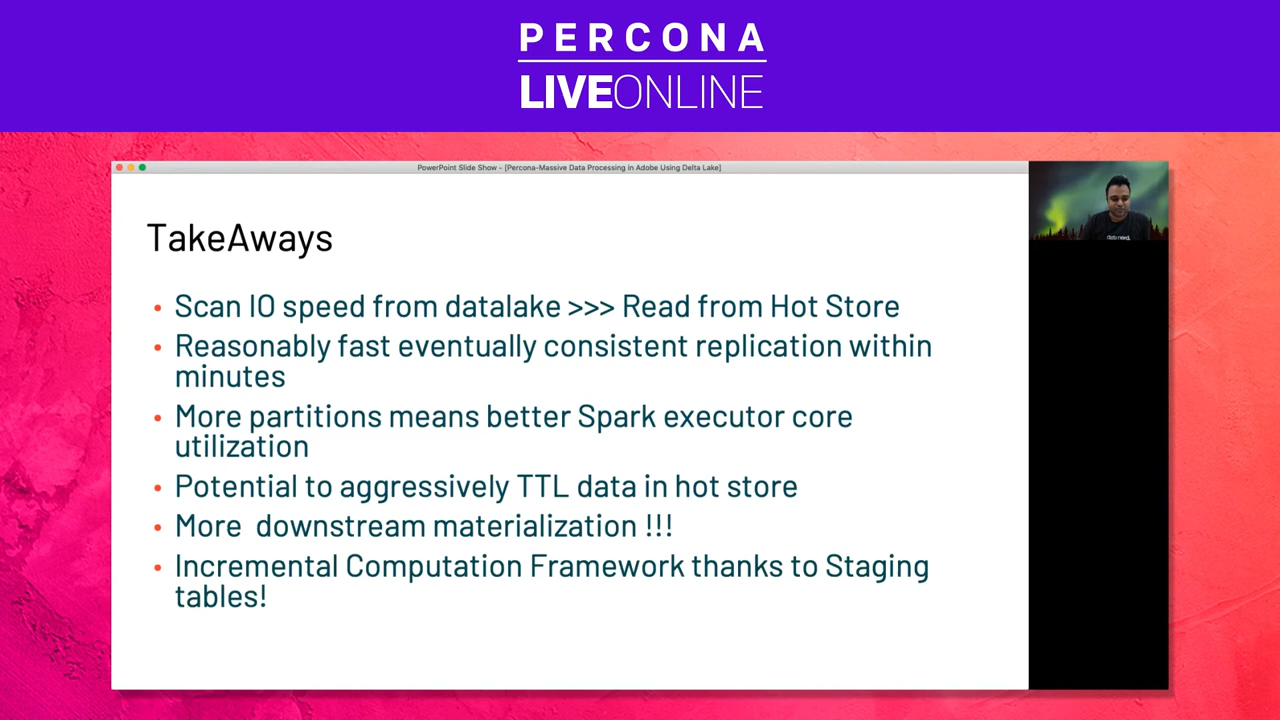 PERCONA
LIVEONLINE
PowerPoint Slide Show - [Percona-Massive Data Processing in Adobe Using Delta Lake]
TakeAways
• Scan IO speed from datalake >>> Read from Hot Store
• Reasonably fast eventually consistent replication within
minutes
• More partitions means better Spark executor core
utilization
• Potential to aggressively TTL data in hot store
• More  downstream materialization !!!
• Incremental Computation Framework thanks to Staging
tables!